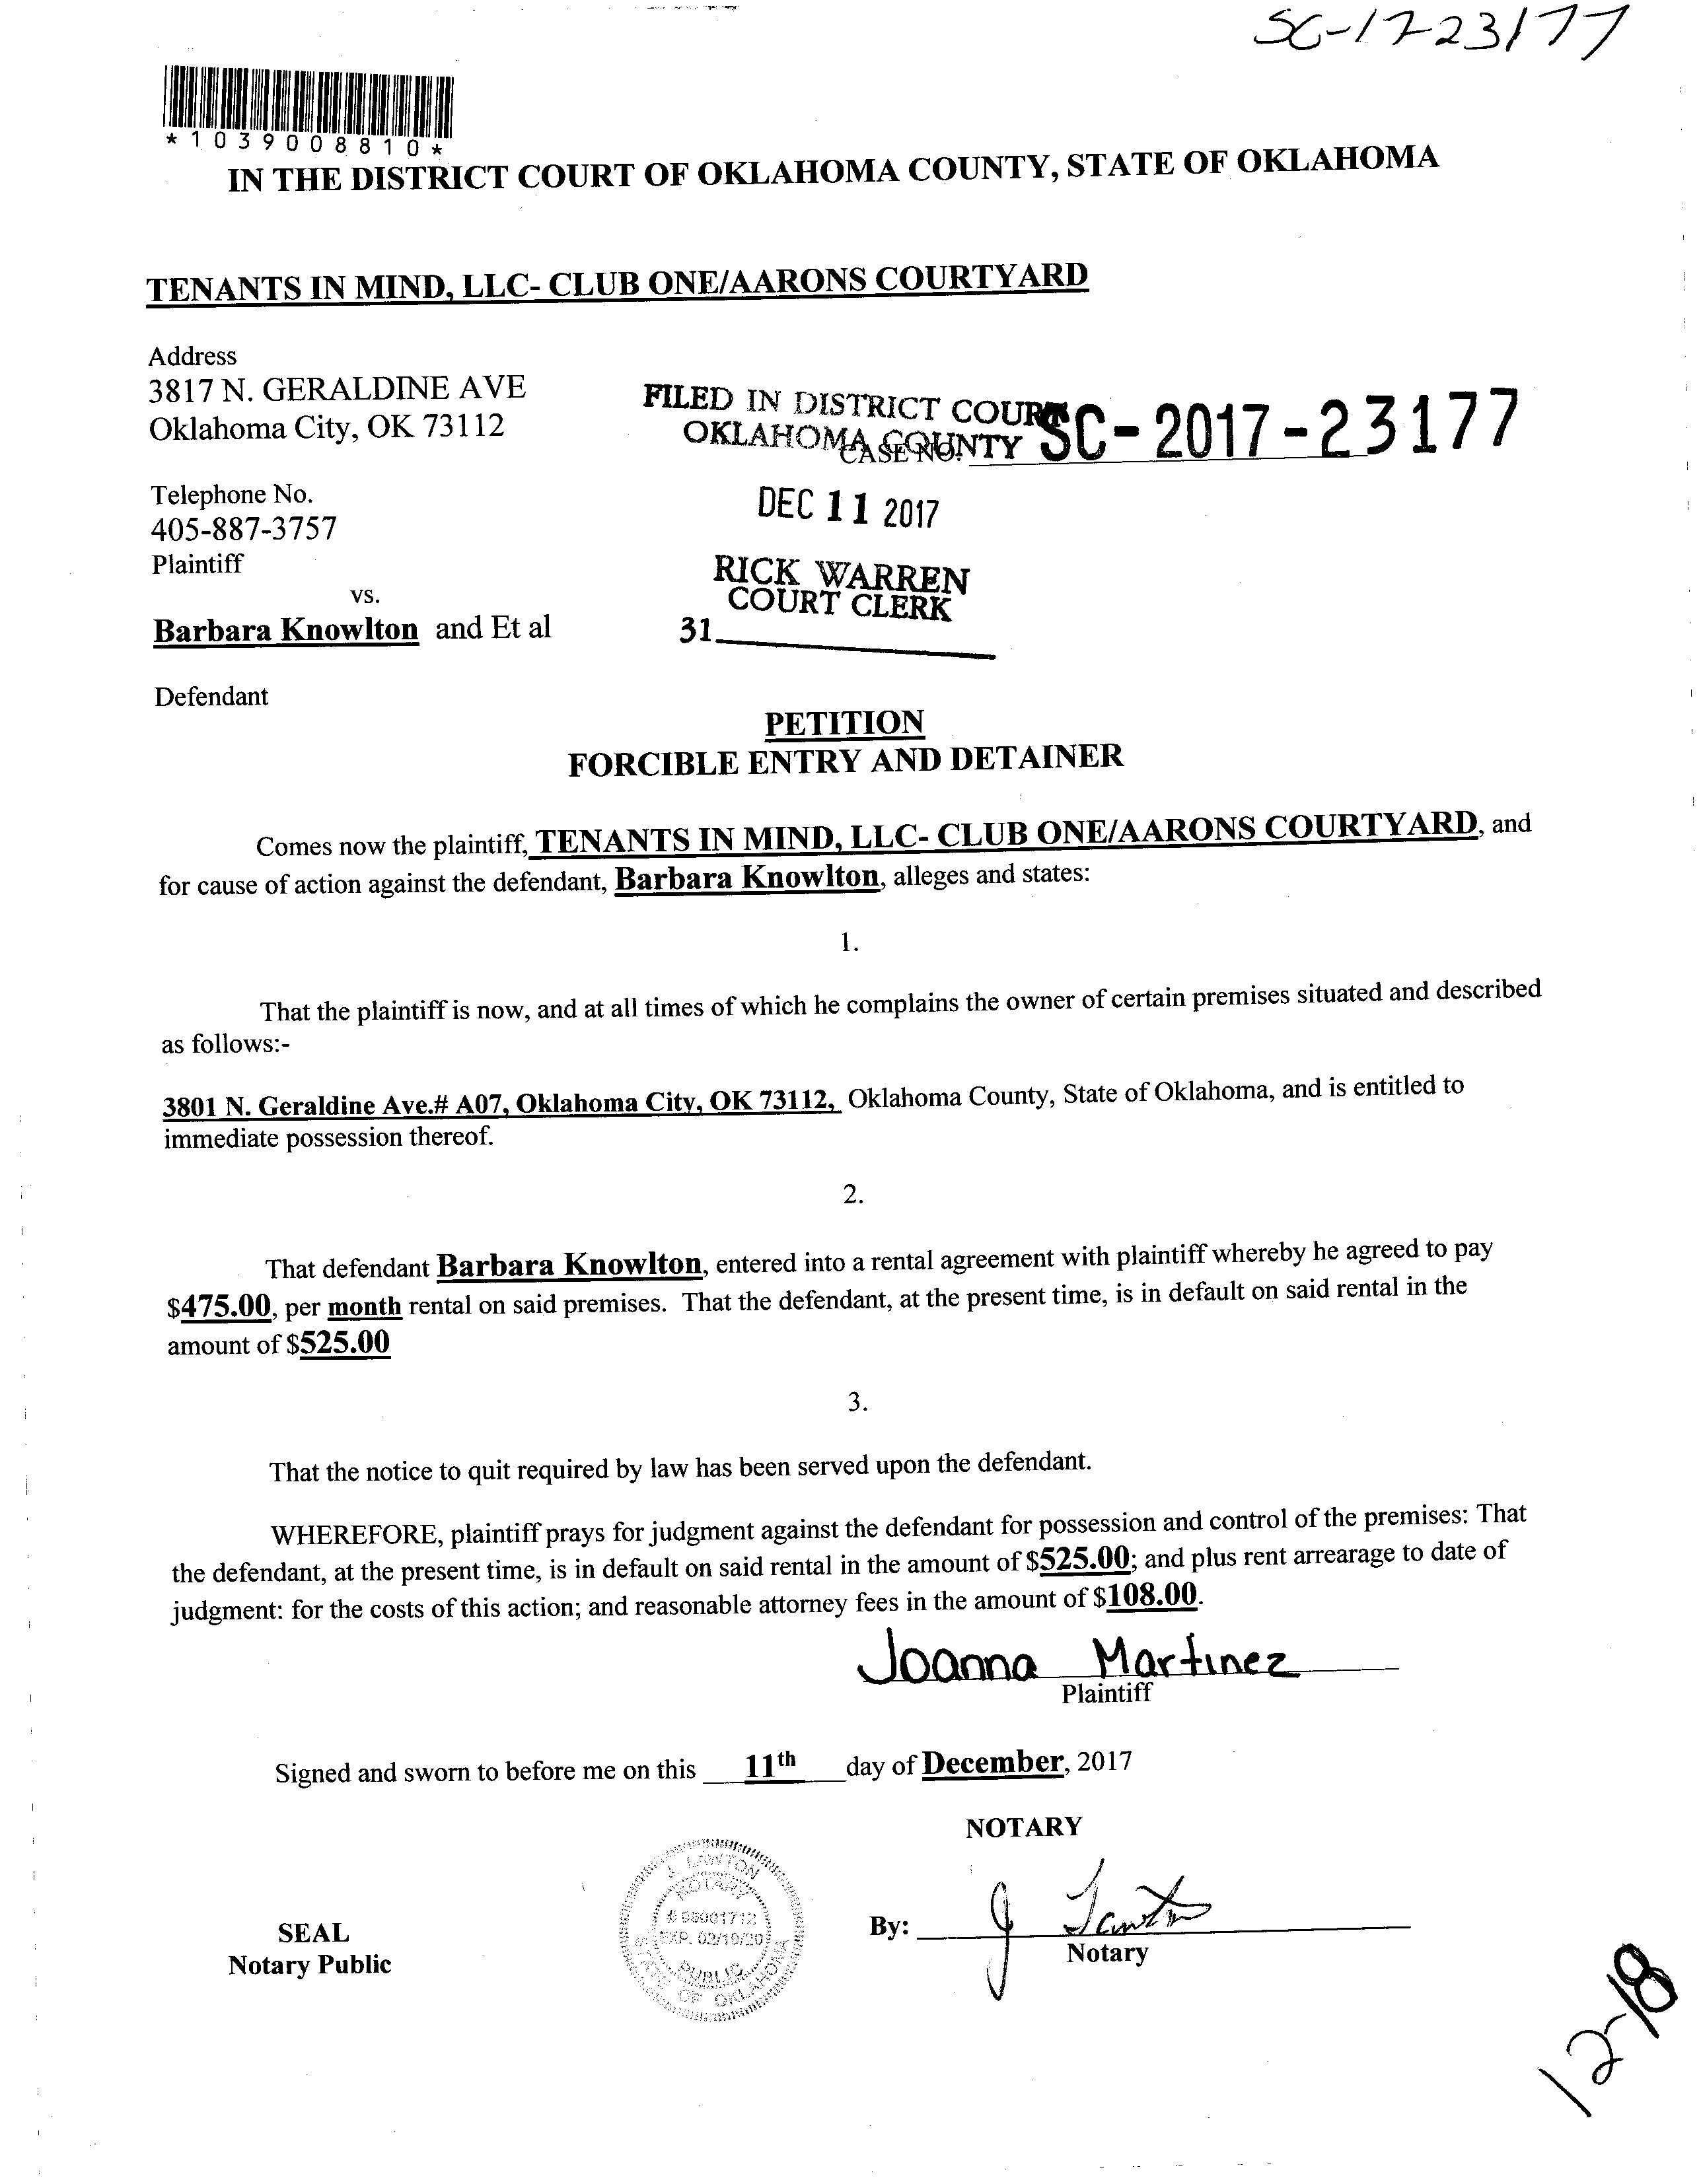 SC-17-23177
*1039008810*
IN THE DISTRICT COURT OF OKLAHOMA COUNTY, STATE OF OKLAHOMA
TENANTS IN MIND, LLC- CLUB ONE/AARONS COURTYARD
Address
3817 N. GERALDINE AVE
Oklahoma City, OK 73112
FILED IN DISTRICT COURT
OKLAHOMA COUNTY
CASE NO. SC-2017-23177
Telephone No.
405-887-3757
Plaintiff
DEC 11 2017
vs.
RICK WARREN
COURT CLERK
Barbara Knowlton and Et al
31
Defendant
PETITION
FORCIBLE ENTRY AND DETAINER
Comes now the plaintiff, TENANTS IN MIND, LLC- CLUB ONE/AARONS COURTYARD, and
for cause of action against the defendant, Barbara Knowlton, alleges and states:
1.
That the plaintiff is now, and at all times of which he complains the owner of certain premises situated and described
as follows:-
3801 N. Geraldine Ave.# A07, Oklahoma City, OK 73112, Oklahoma County, State of Oklahoma, and is entitled to
immediate possession thereof.
2.
That defendant Barbara Knowlton, entered into a rental agreement with plaintiff whereby he agreed to pay
$475.00, per month rental on said premises. That the defendant, at the present time, is in default on said rental in the
amount of $525.00
3.
That the notice to quit required by law has been served upon the defendant.
WHEREFORE, plaintiff prays for judgment against the defendant for possession and control of the premises: That
the defendant, at the present time, is in default on said rental in the amount of $525.00; and plus rent arrearage to date of
judgment: for the costs of this action; and reasonable attorney fees in the amount of $108.00.
Joanna Martinez
Plaintiff
Signed and sworn to before me on this 11th day of December, 2017
NOTARY
J. LAWTON
NOTARY
# 08001712
EXP. 02/19/20
PUBLIC
STATE OF OKLAHOMA
SEAL
Notary Public
By: J Lawton
Notary
12-18